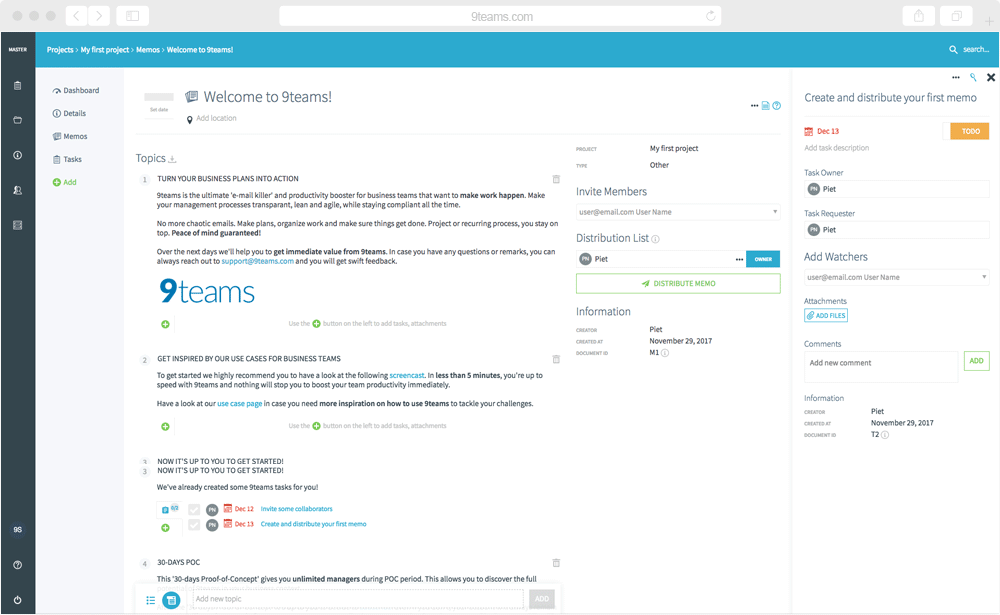 9teams.com
MASTER
Projects › My first project › Memos › Welcome to 9teams!
search...
Dashboard
Details
Memos
Tasks
Add
9S
Set date
Welcome to 9teams!
Add location
Topics
1
TURN YOUR BUSINESS PLANS INTO ACTION
9teams is the ultimate 'e-mail killer' and productivity booster for business teams that want to make work happen. Make
your management processes transparent, lean and agile, while staying compliant all the time.
No more chaotic emails. Make plans, organize work and make sure things get done. Project or recurring process, you stay on
top. Peace of mind guaranteed!
Over the next days we'll help you to get immediate value from 9teams. In case you have any questions or remarks, you can
always reach out to support@9teams.com and you will get swift feedback.
9teams
Use the + button on the left to add tasks, attachments
2
GET INSPIRED BY OUR USE CASES FOR BUSINESS TEAMS
To get started we highly recommend you to have a look at the following screencast. In less than 5 minutes, you're up to
speed with 9teams and nothing will stop you to boost your team productivity immediately.
Have a look at our use case page in case you need more inspiration on how to use 9teams to tackle your challenges.
Use the + button on the left to add tasks, attachments
3
NOW IT'S UP TO YOU TO GET STARTED!
3
NOW IT'S UP TO YOU TO GET STARTED!
We've already created some 9teams tasks for you!
PN
Dec 12
Invite some collaborators
PN
Dec 13
Create and distribute your first memo
4
30-DAYS POC
This '30-days Proof-of-Concept' gives you unlimited managers during POC period. This allows you to discover the full
Add new topic
ADD
PROJECT
My first project
TYPE
Other
Invite Members
user@email.com User Name
Distribution List
PN
Piet
OWNER
DISTRIBUTE MEMO
Information
CREATOR
Piet
CREATED AT
November 29, 2017
DOCUMENT ID
M1
Create and distribute your first memo
Dec 13
TODO
Add task description
Task Owner
PN
Piet
Task Requester
PN
Piet
Add Watchers
user@email.com User Name
Attachments
ADD FILES
Comments
Add new comment
ADD
Information
CREATOR
Piet
CREATED AT
November 29, 2017
DOCUMENT ID
T2